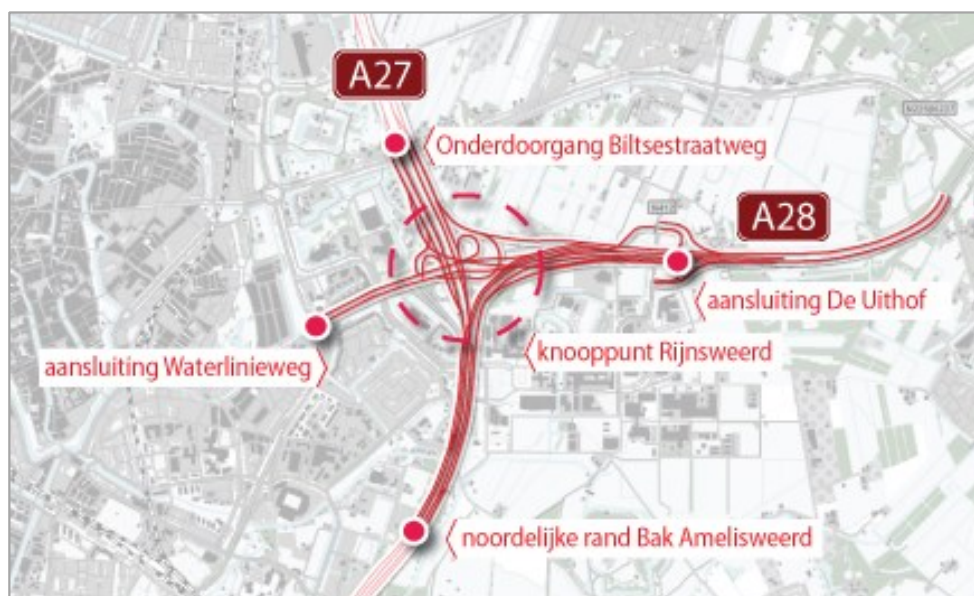 A27
Onderdoorgang Biltsestraatweg
A28
aansluiting De Uithof
knooppunt Rijnsweerd
aansluiting Waterlinieweg
noordelijke rand Bak Amelisweerd